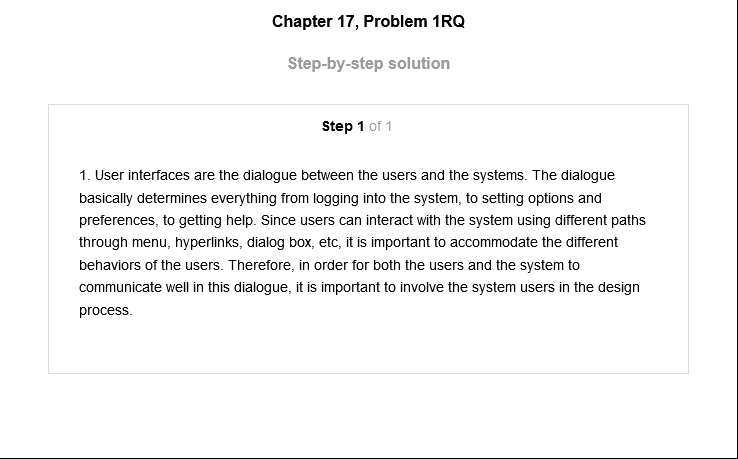 Chapter 17, Problem 1RQ
Step-by-step solution
Step 1 of 1
1. User interfaces are the dialogue between the users and the systems. The dialogue
basically determines everything from logging into the system, to setting options and
preferences, to getting help. Since users can interact with the system using different paths
through menu, hyperlinks, dialog box, etc, it is important to accommodate the different
behaviors of the users. Therefore, in order for both the users and the system to
communicate well in this dialogue, it is important to involve the system users in the design
process.